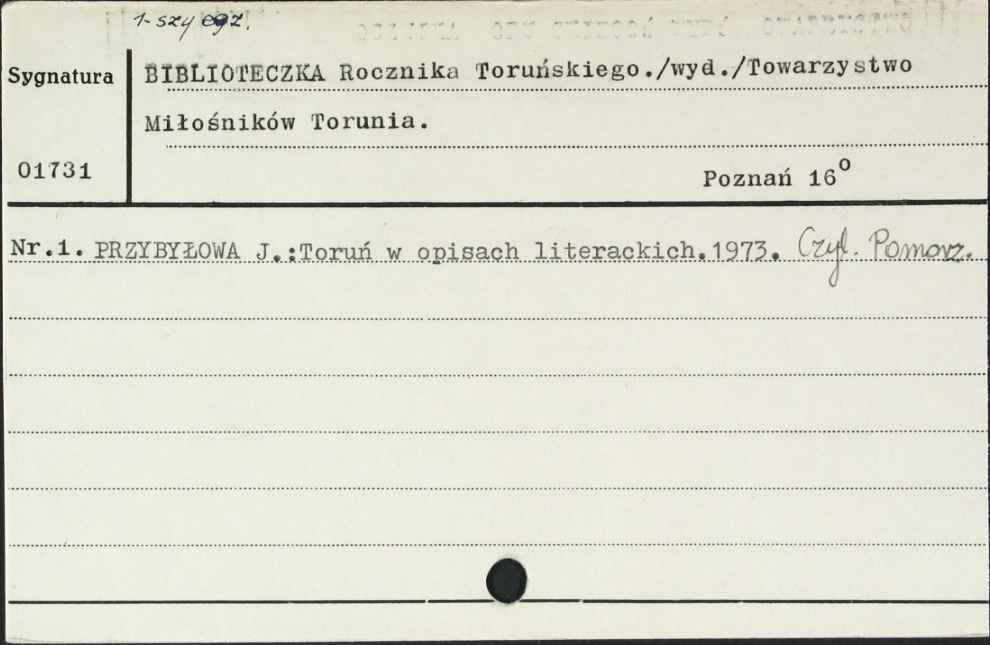 1-szy egz.
Sygnatura
BIBLIOTECZKA Rocznika Toruńskiego./wyd./Towarzystwo
Miłośników Torunia.
01731
Poznań 16º
Nr.1. PRZYBYŁOWA J.:Toruń w opisach literackich.1973. Czyt. Pomorz.